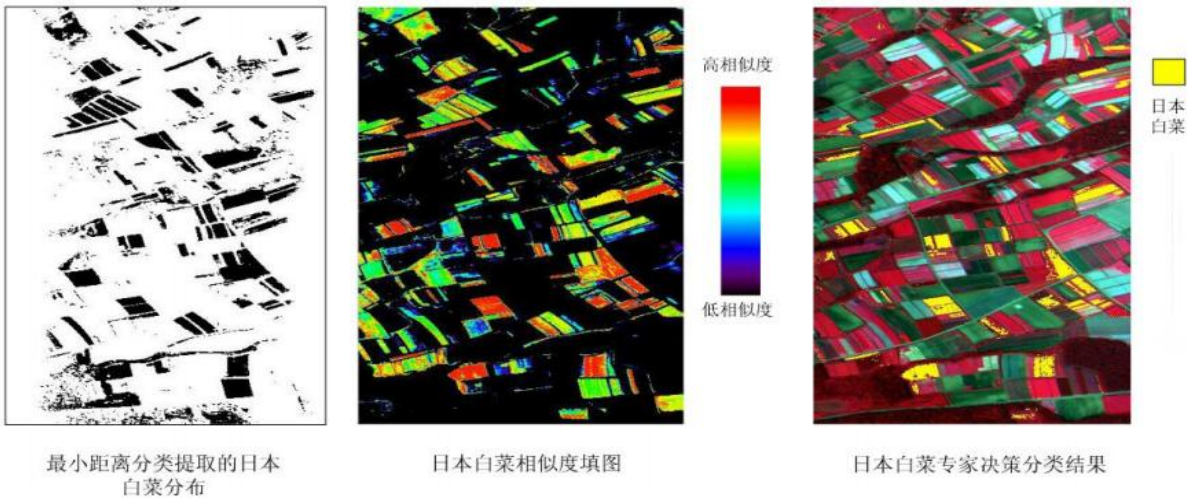 高相似度
低相似度
日本
白菜
最小距离分类提取的日本
白菜分布
日本白菜相似度填图
日本白菜专家决策分类结果